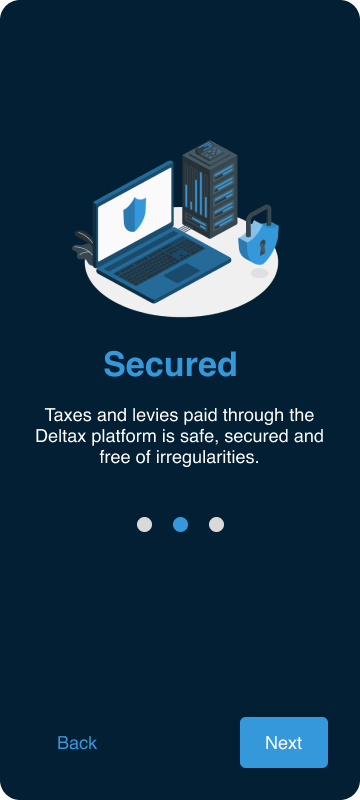 Secured
Taxes and levies paid through the
Deltax platform is safe, secured and
free of irregularities.
Back
Next